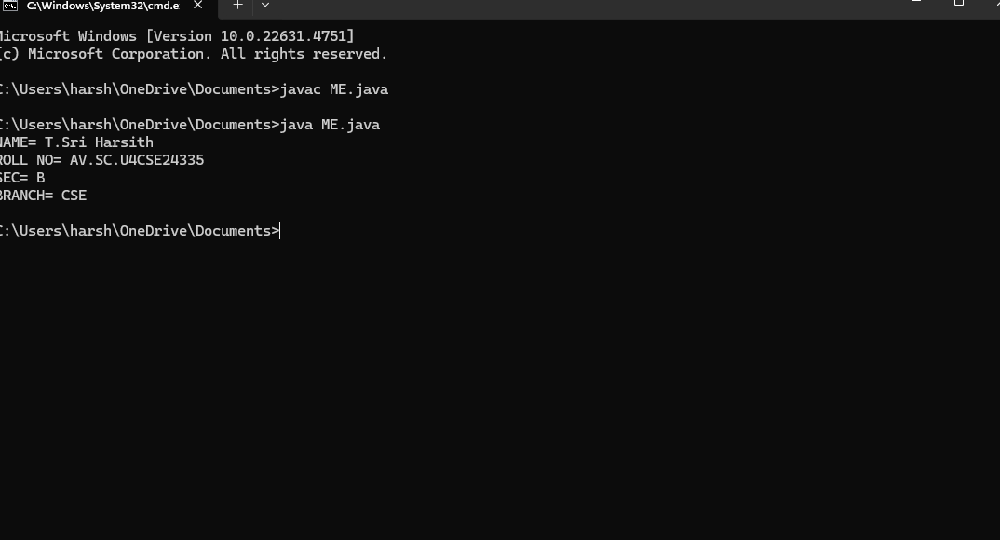 C:\Windows\System32\cmd.e
Microsoft Windows [Version 10.0.22631.4751]
(c) Microsoft Corporation. All rights reserved.
C:\Users\harsh\OneDrive\Documents>javac ME.java
C:\Users\harsh\OneDrive\Documents>java ME.java
NAME= T.Sri Harsith
ROLL NO= AV.SC.U4CSE24335
SEC= B
BRANCH= CSE
C:\Users\harsh\OneDrive\Documents>